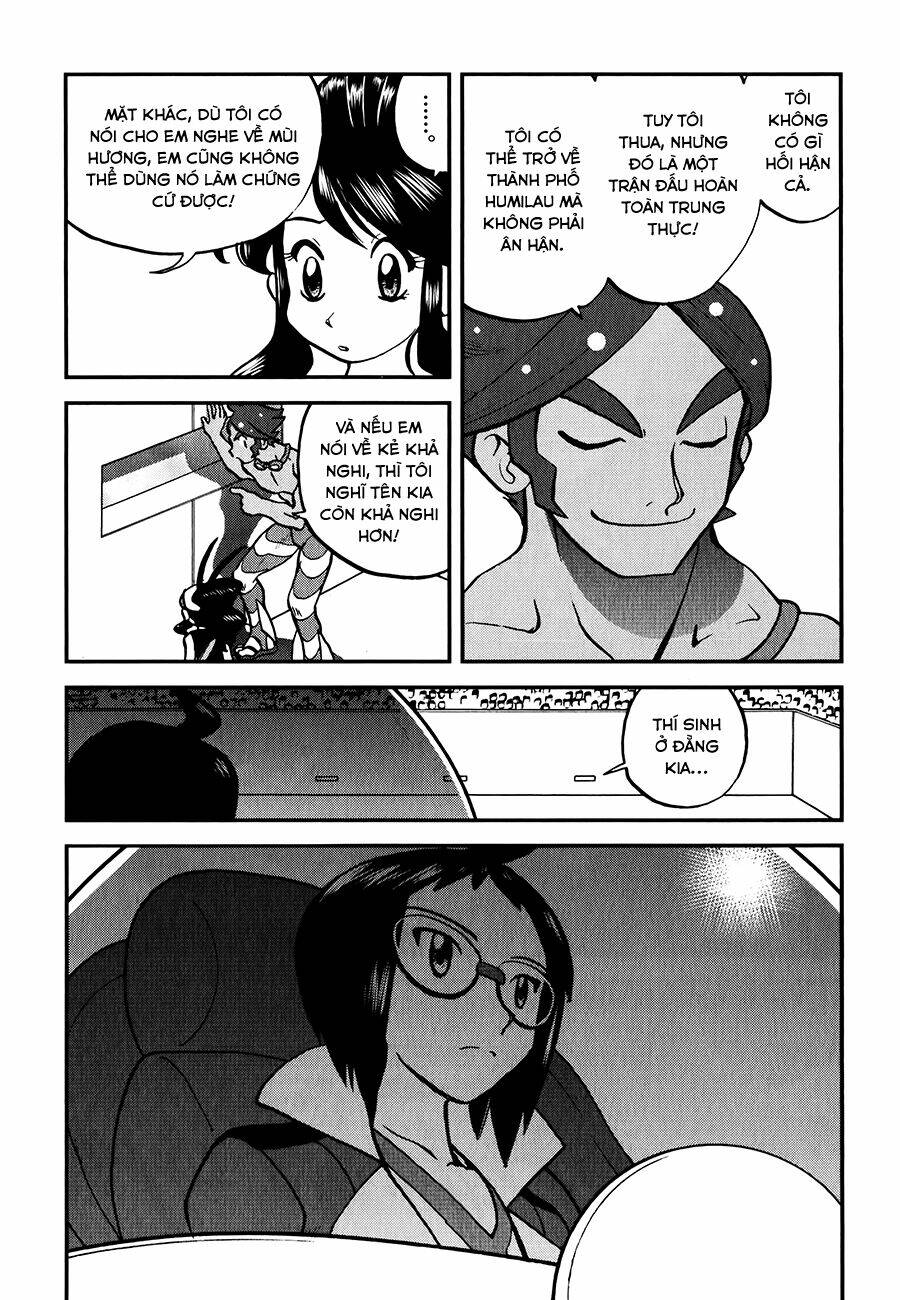 TÔI
KHÔNG
CÓ GÌ
HỐI HẬN
CẢ.
TUY TÔI
THUA, NHƯNG
ĐÓ LÀ MỘT
TRẬN ĐẤU HOÀN
TOÀN TRUNG
THỰC!
TÔI CÓ
THỂ TRỞ VỀ
THÀNH PHỐ
HUMILAU MÀ
KHÔNG PHẢI
ÂN HẬN.
.......
MẶT KHÁC, DÙ TÔI CÓ
NÓI CHO EM NGHE VỀ MÙI
HƯƠNG, EM CŨNG KHÔNG
THỂ DÙNG NÓ LÀM CHỨNG
CỨ ĐƯỢC!
VÀ NẾU EM
NÓI VỀ KẺ KHẢ
NGHI, THÌ TÔI
NGHĨ TÊN KIA
CÒN KHẢ NGHI
HƠN!
THÍ SINH
Ở ĐẰNG
KIA...